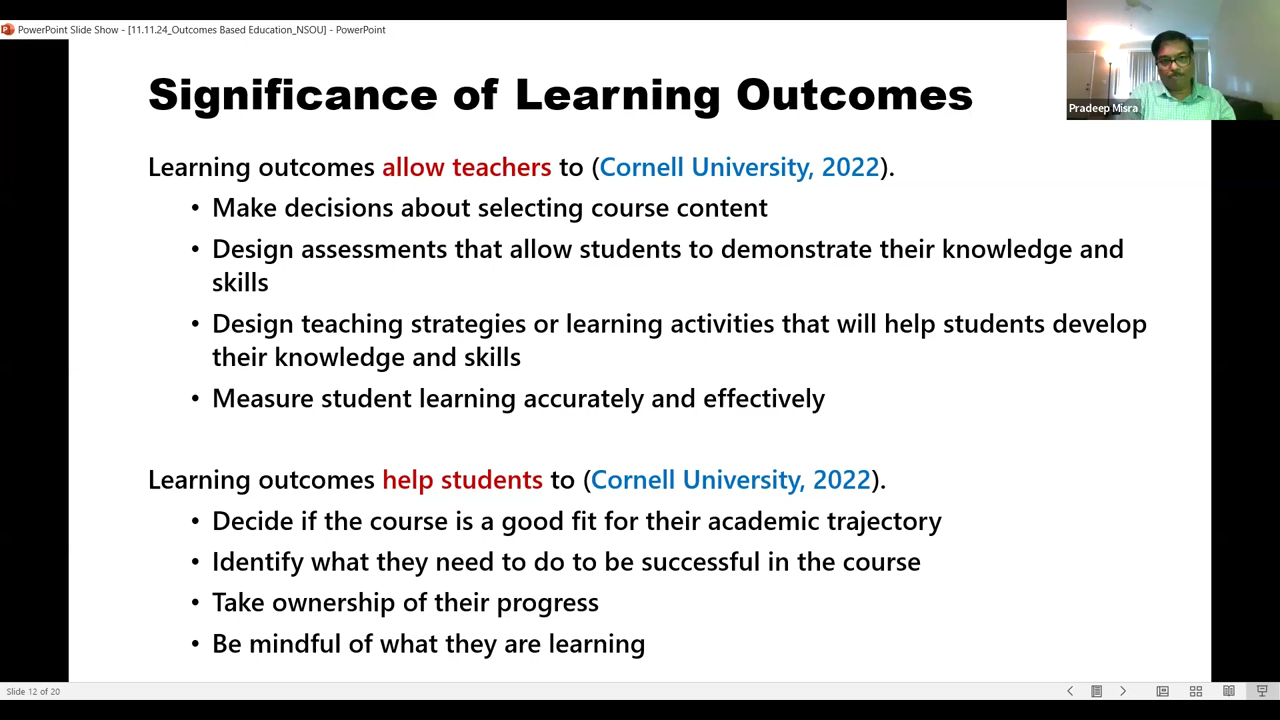 PowerPoint Slide Show - [11.11.24_Outcomes Based Education_NSOU] - PowerPoint
Pradeep Misra
Significance of Learning Outcomes
Learning outcomes allow teachers to (Cornell University, 2022).
• Make decisions about selecting course content
• Design assessments that allow students to demonstrate their knowledge and
skills
• Design teaching strategies or learning activities that will help students develop
their knowledge and skills
• Measure student learning accurately and effectively
Learning outcomes help students to (Cornell University, 2022).
• Decide if the course is a good fit for their academic trajectory
• Identify what they need to do to be successful in the course
• Take ownership of their progress
• Be mindful of what they are learning
Slide 12 of 20